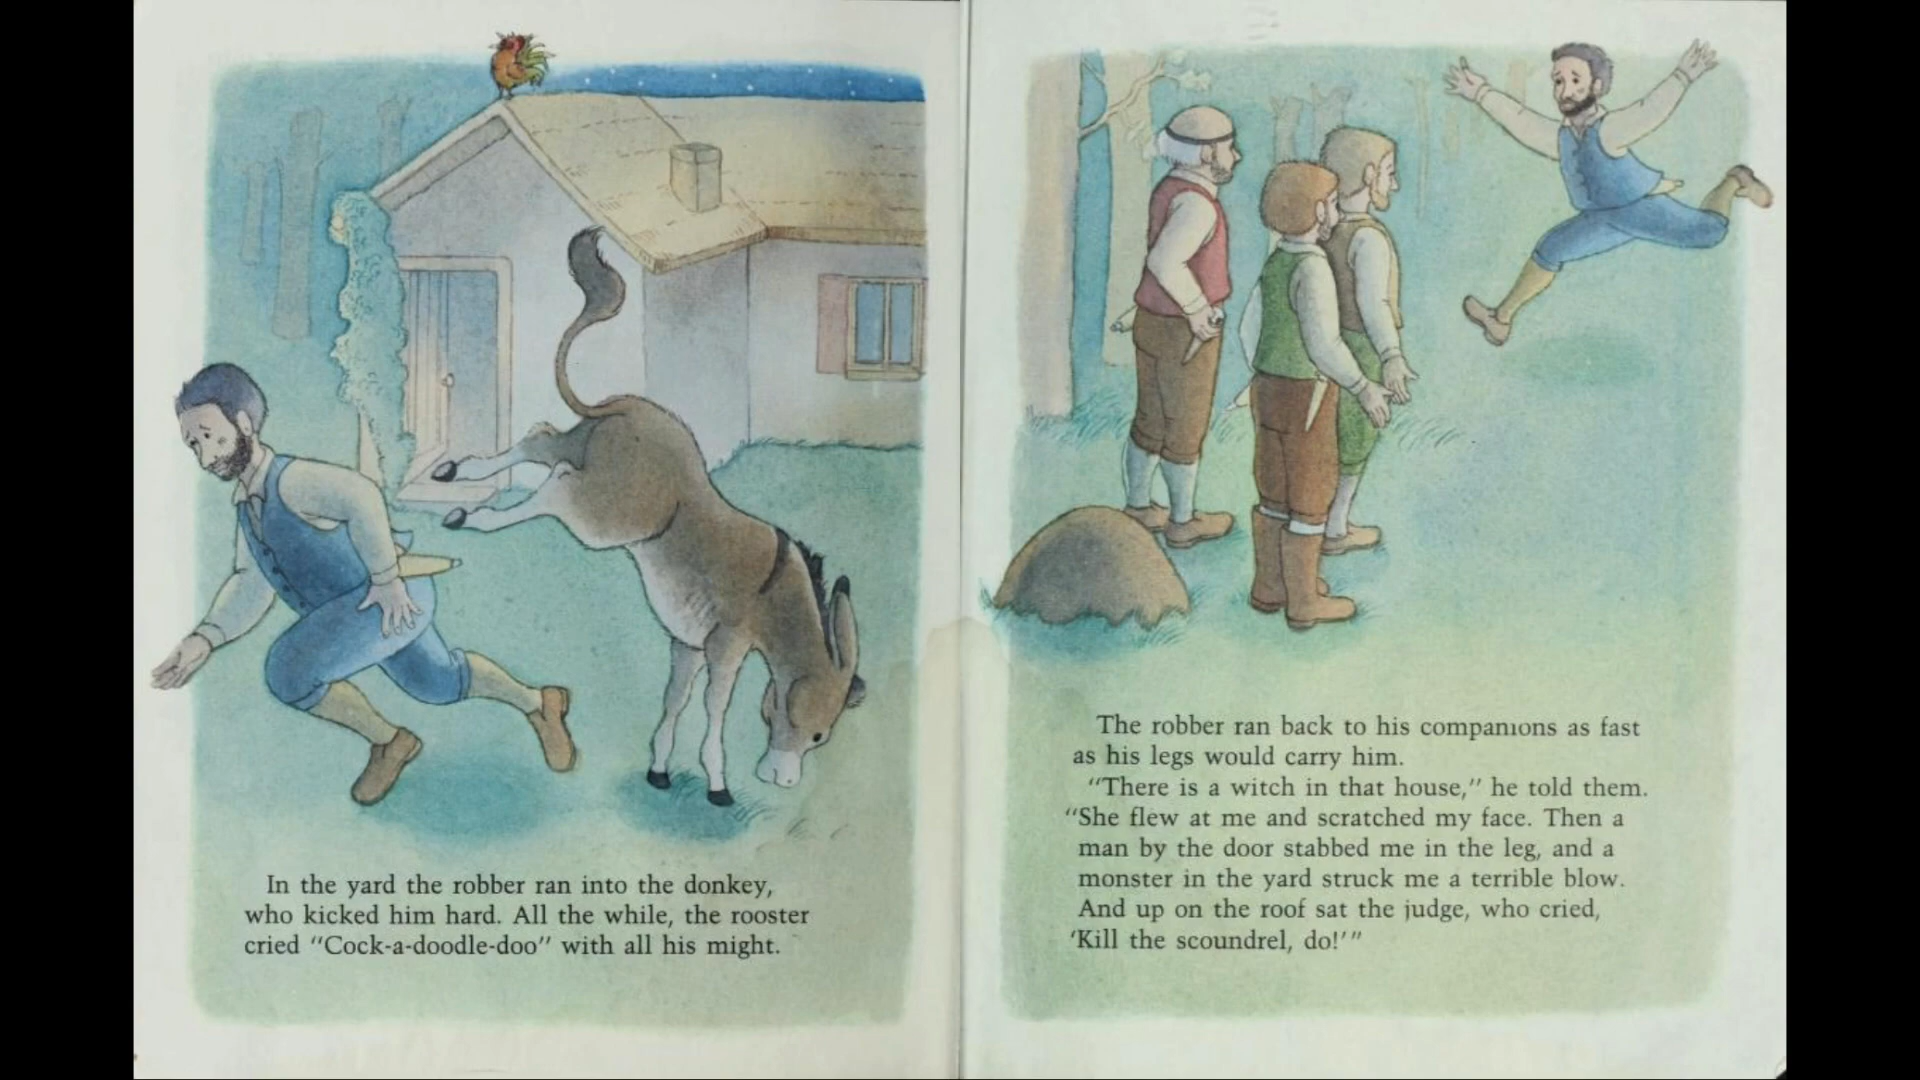 In the yard the robber ran into the donkey,
who kicked him hard. All the while, the rooster
cried “Cock-a-doodle-doo” with all his might.
The robber ran back to his companions as fast
as his legs would carry him.
“There is a witch in that house,” he told them.
“She flew at me and scratched my face. Then a
man by the door stabbed me in the leg, and a
monster in the yard struck me a terrible blow.
And up on the roof sat the judge, who cried,
‘Kill the scoundrel, do!’”